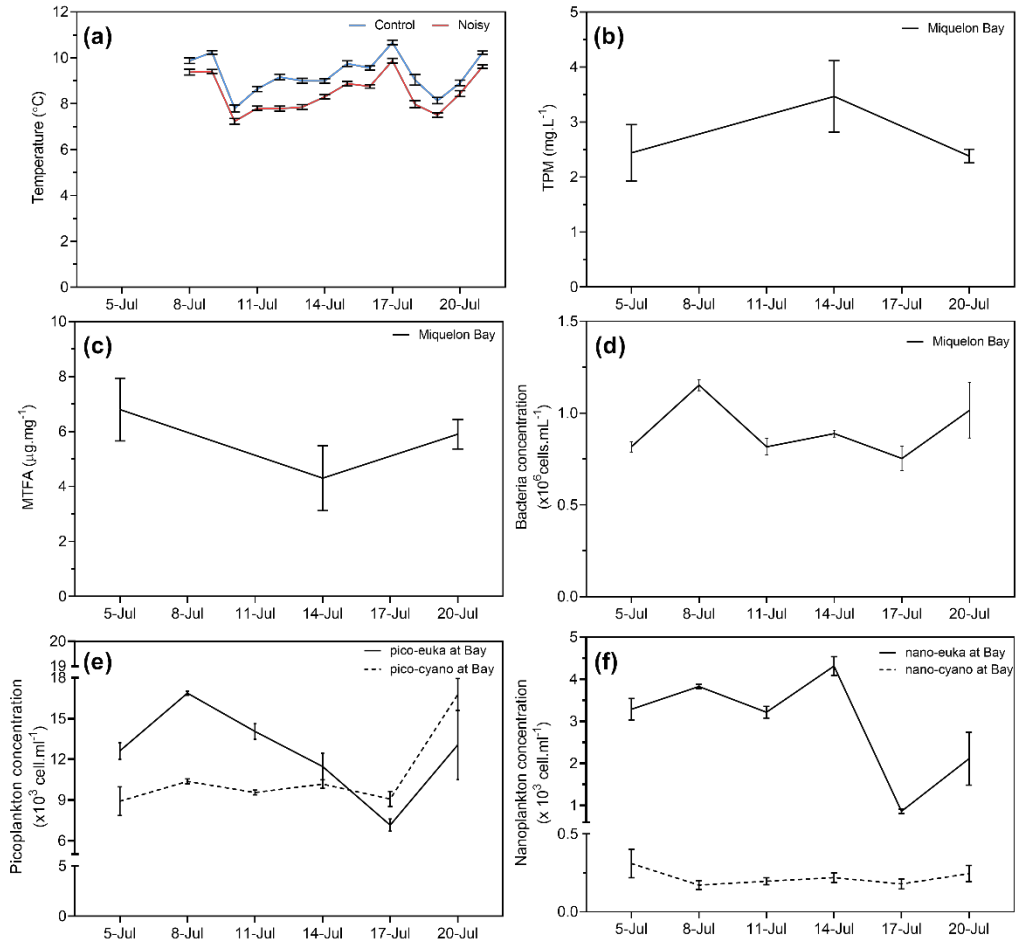 (a)
Control
Noisy
Temperature (°C)
12
10
8
6
4
2
0
5-Jul
8-Jul
11-Jul
14-Jul
17-Jul
20-Jul
(b)
Miquelon Bay
TPM (mg.L⁻¹)
5
4
3
2
1
0
5-Jul
8-Jul
11-Jul
14-Jul
17-Jul
20-Jul
(c)
Miquelon Bay
MTFA (µg.mg⁻¹)
10
8
6
4
2
0
5-Jul
8-Jul
11-Jul
14-Jul
17-Jul
20-Jul
(d)
Miquelon Bay
Bacteria concentration
(x10⁶cells.mL⁻¹)
1.5
1.0
0.5
0.0
5-Jul
8-Jul
11-Jul
14-Jul
17-Jul
20-Jul
(e)
pico-euka at Bay
pico-cyano at Bay
Picoplankton concentration
(x10³ cell.ml⁻¹)
20
19
18
15
12
9
6
5
0
5-Jul
8-Jul
11-Jul
14-Jul
17-Jul
20-Jul
(f)
nano-euka at Bay
nano-cyano at Bay
Nanoplankton concentration
(x 10³ cell.ml⁻¹)
5
4
3
2
1
0.5
0.0
5-Jul
8-Jul
11-Jul
14-Jul
17-Jul
20-Jul